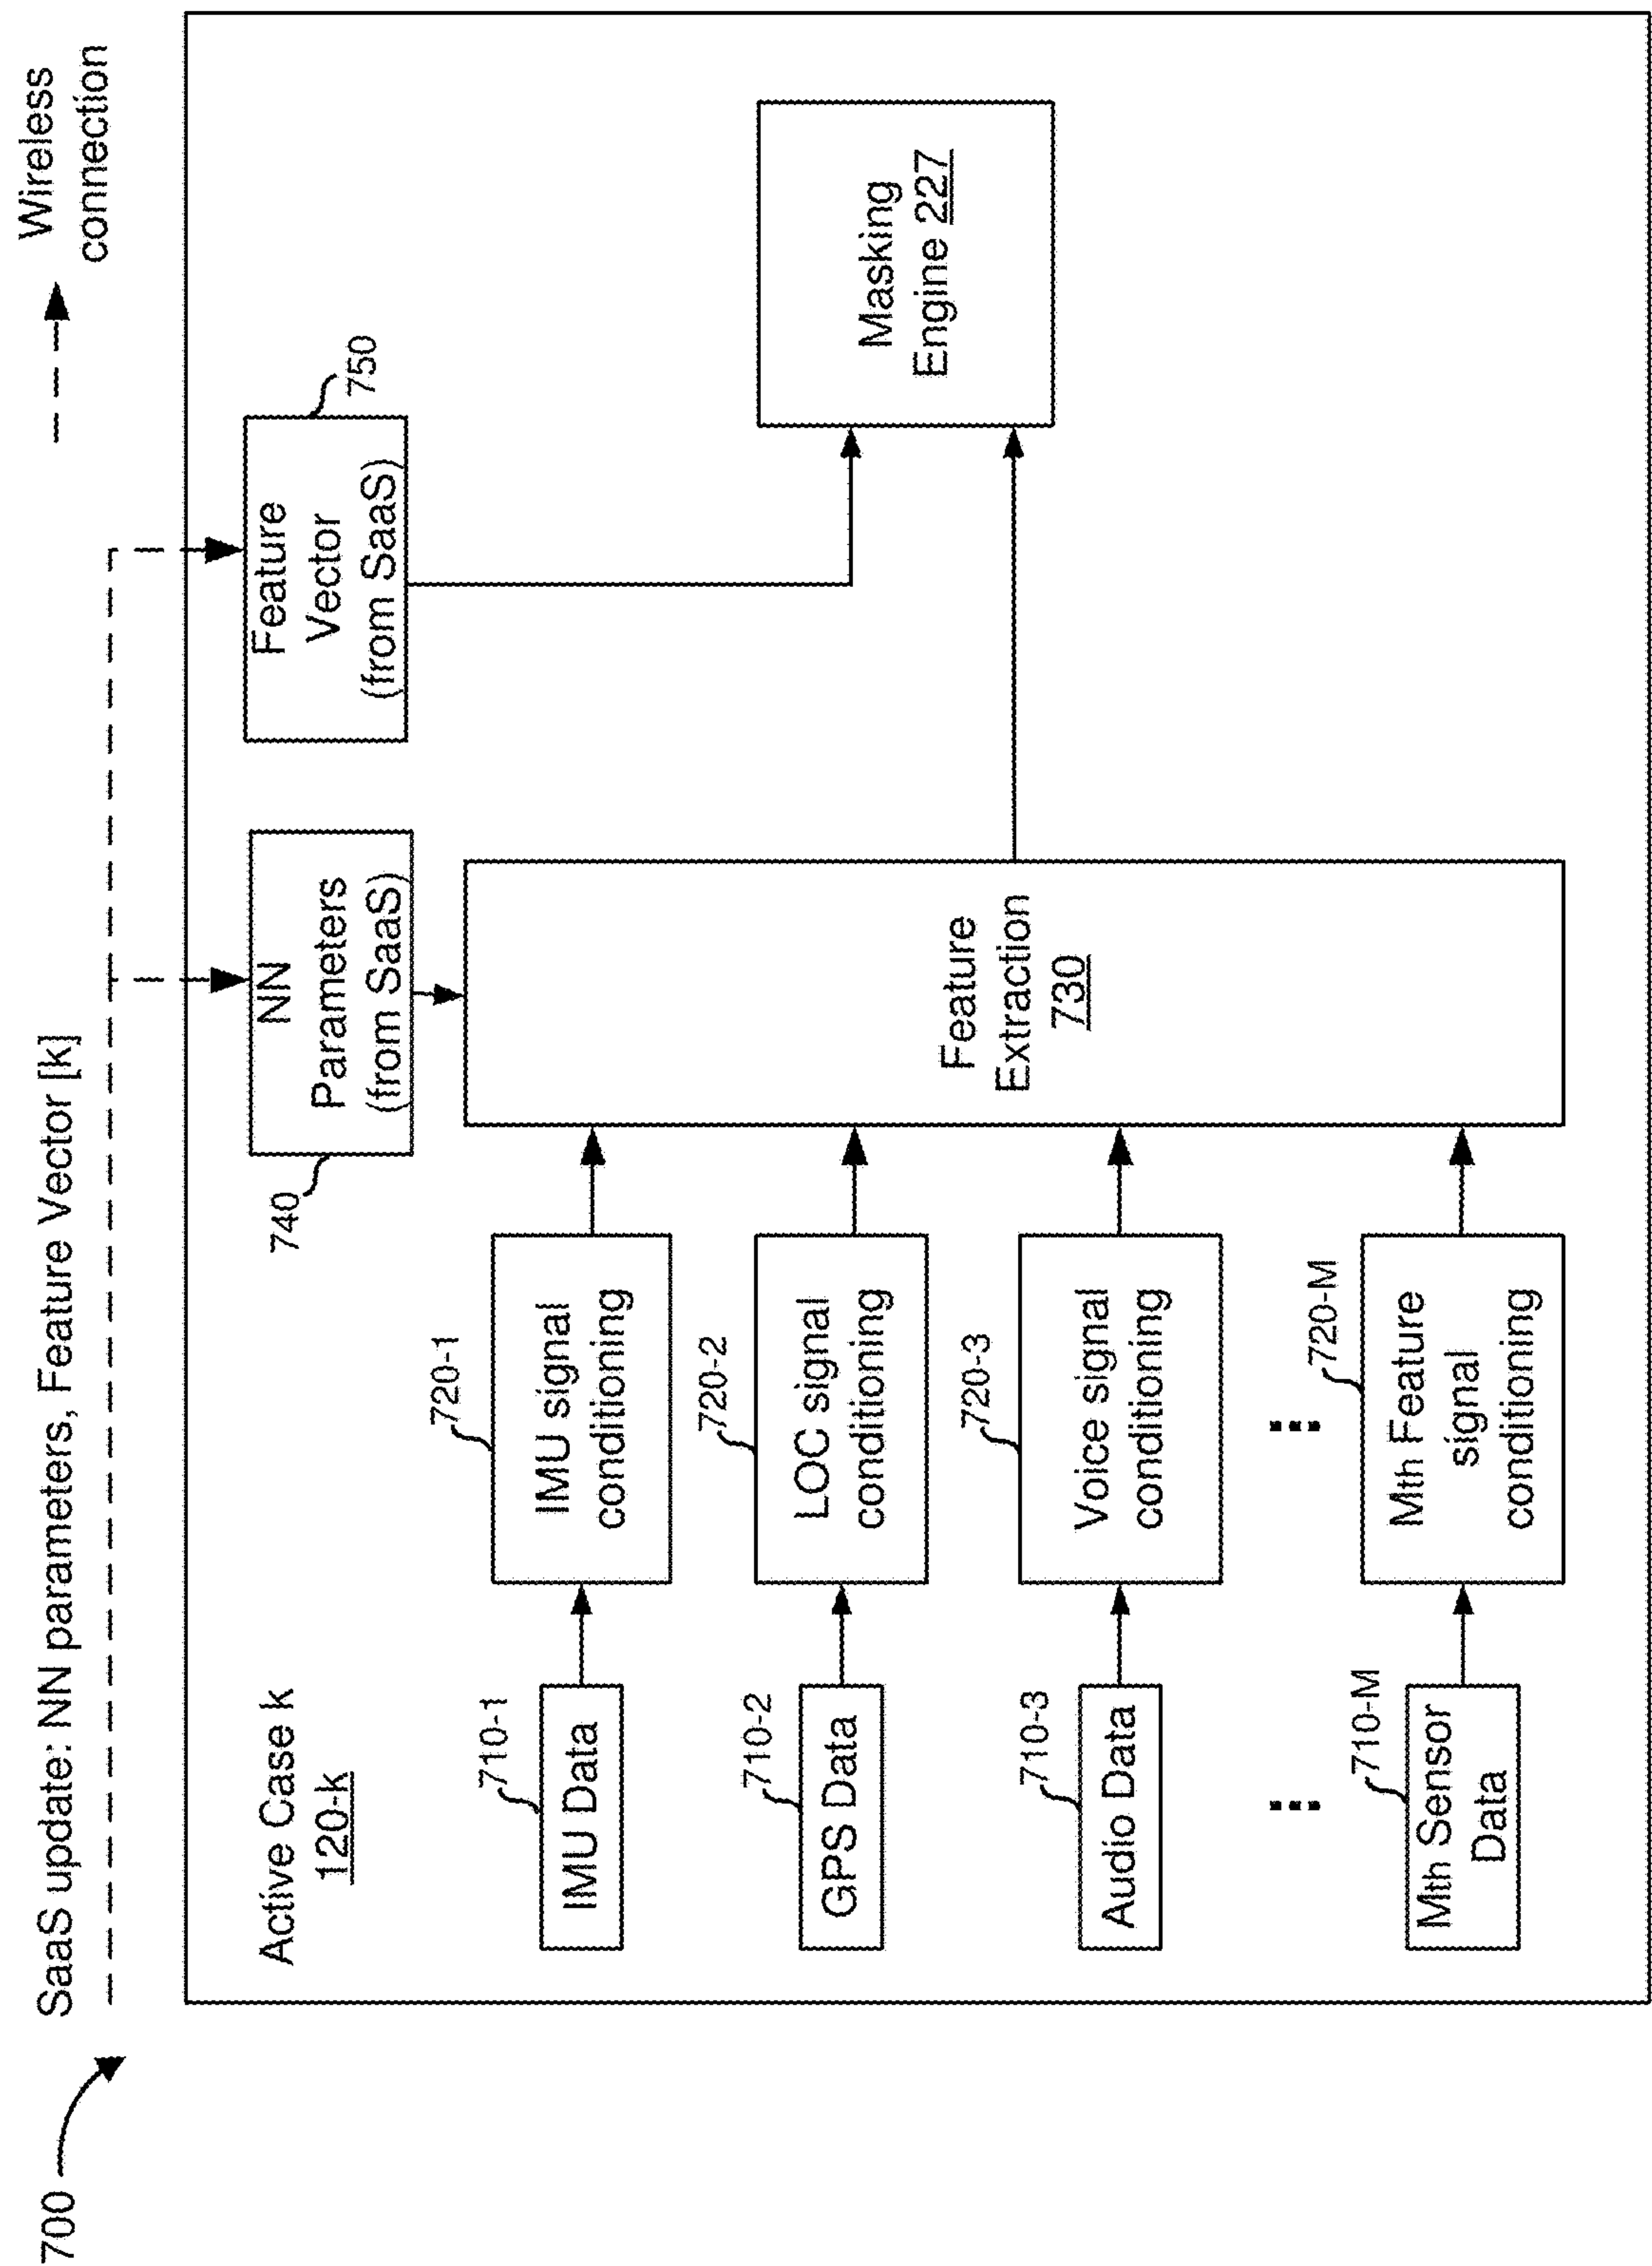 700
SaaS update: NN parameters, Feature Vector [k]
Wireless
connection
Active Case k
120-k
740
NN
Parameters
(from SaaS)
750
Feature
Vector
(from SaaS)
710-1
IMU Data
720-1
IMU signal
conditioning
710-2
GPS Data
720-2
LOC signal
conditioning
710-3
Audio Data
720-3
Voice signal
conditioning
...
...
710-M
Mth Sensor
Data
720-M
Mth Feature
signal
conditioning
Feature
Extraction
730
Masking
Engine 227